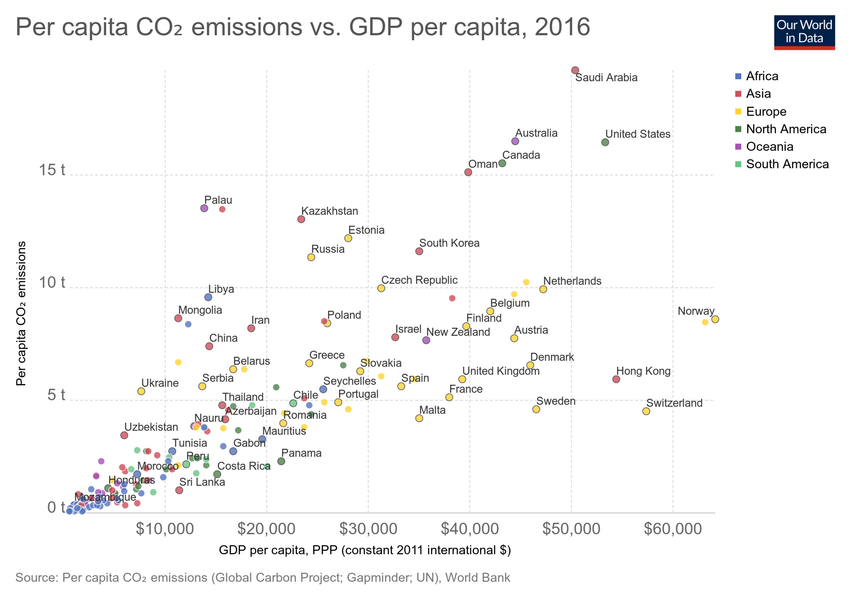 Per capita CO₂ emissions vs. GDP per capita, 2016
Our World
in Data
Saudi Arabia
Africa
Asia
Europe
North America
Oceania
South America
Australia
United States
Canada
Oman
15 t
Palau
Kazakhstan
Estonia
South Korea
Russia
10 t
Czech Republic
Netherlands
Libya
Belgium
Mongolia
Norway
Poland
Finland
Iran
Israel
New Zealand
Austria
China
Greece
Denmark
Belarus
Slovakia
United Kingdom
Hong Kong
Serbia
Spain
Ukraine
Seychelles
5 t
Thailand
Chile
Portugal
France
Sweden
Switzerland
Azerbaijan
Malta
Nauru
Romania
Uzbekistan
Mauritius
Tunisia
Gabon
Peru
Panama
Morocco
Costa Rica
Honduras
Sri Lanka
Mozambique
0 t
Per capita CO₂ emissions
$10,000
$20,000
$30,000
$40,000
$50,000
$60,000
GDP per capita, PPP (constant 2011 international $)
Source: Per capita CO₂ emissions (Global Carbon Project; Gapminder; UN), World Bank